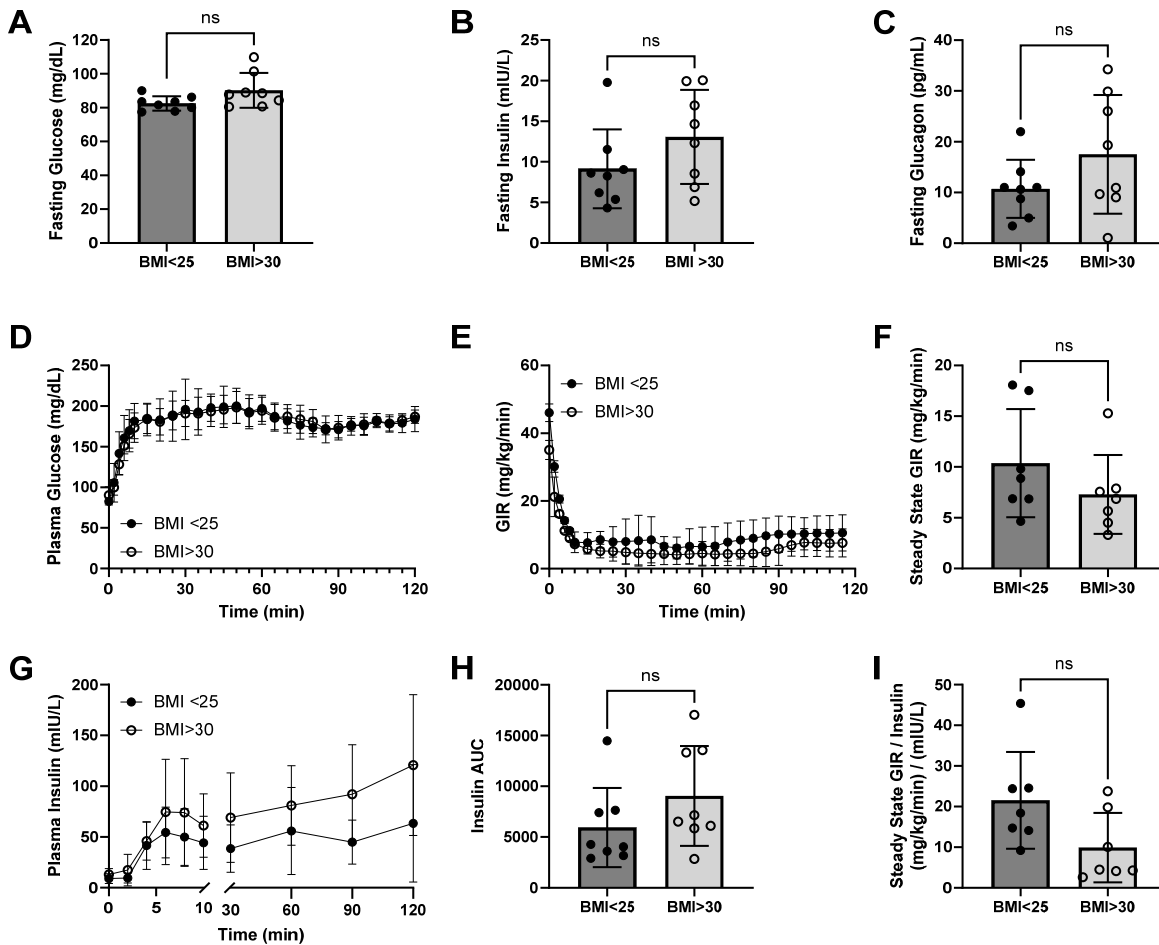 A
ns
Fasting Glucose (mg/dL)
120
100
80
60
40
20
0
BMI<25
BMI>30
B
ns
Fasting Insulin (mIU/L)
25
20
15
10
5
0
BMI<25
BMI >30
C
ns
Fasting Glucagon (pg/mL)
40
30
20
10
0
BMI<25
BMI>30
D
Plasma Glucose (mg/dL)
250
200
150
100
50
0
BMI <25
BMI>30
0
30
60
90
120
Time (min)
E
GIR (mg/kg/min)
60
40
20
0
BMI <25
BMI>30
0
30
60
90
120
Time (min)
F
ns
Steady State GIR (mg/kg/min)
20
15
10
5
0
BMI<25
BMI>30
G
Plasma Insulin (mIU/L)
200
150
100
50
0
BMI <25
BMI>30
0
5
10
30
60
90
120
Time (min)
H
ns
Insulin AUC
20000
15000
10000
5000
0
BMI<25
BMI>30
I
ns
Steady State GIR / Insulin
(mg/kg/min) / (mIU/L)
50
40
30
20
10
0
BMI<25
BMI>30